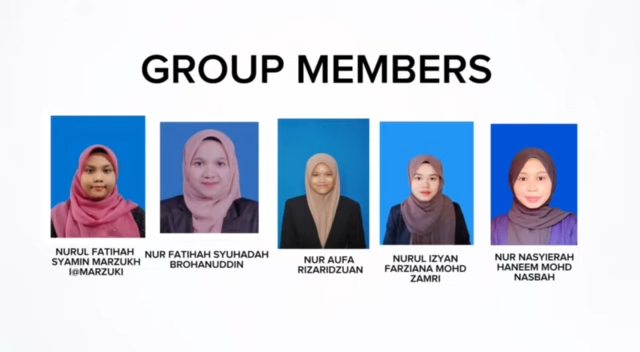 GROUP MEMBERS
NURUL FATIHAH
SYAMIN MARZUKH
I@MARZUKI
NUR FATIHAH SYUHADAH
BROHANUDDIN
NUR AUFA
RIZARIDZUAN
NURUL IZYAN
FARZIANA MOHD
ZAMRI
NUR NASYIERAH
HANEEM MOHD
NASBAH